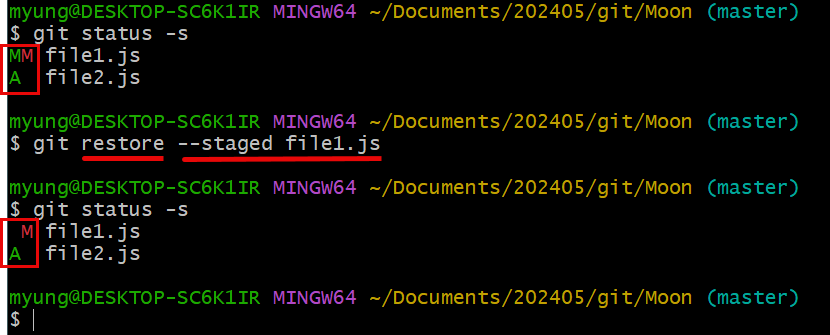 myung@DESKTOP-SC6K1IR MINGW64 ~/Documents/202405/git/Moon (master)
$ git status -s
MM file1.js
A  file2.js
myung@DESKTOP-SC6K1IR MINGW64 ~/Documents/202405/git/Moon (master)
$ git restore --staged file1.js
myung@DESKTOP-SC6K1IR MINGW64 ~/Documents/202405/git/Moon (master)
$ git status -s
 M file1.js
A  file2.js
myung@DESKTOP-SC6K1IR MINGW64 ~/Documents/202405/git/Moon (master)
$